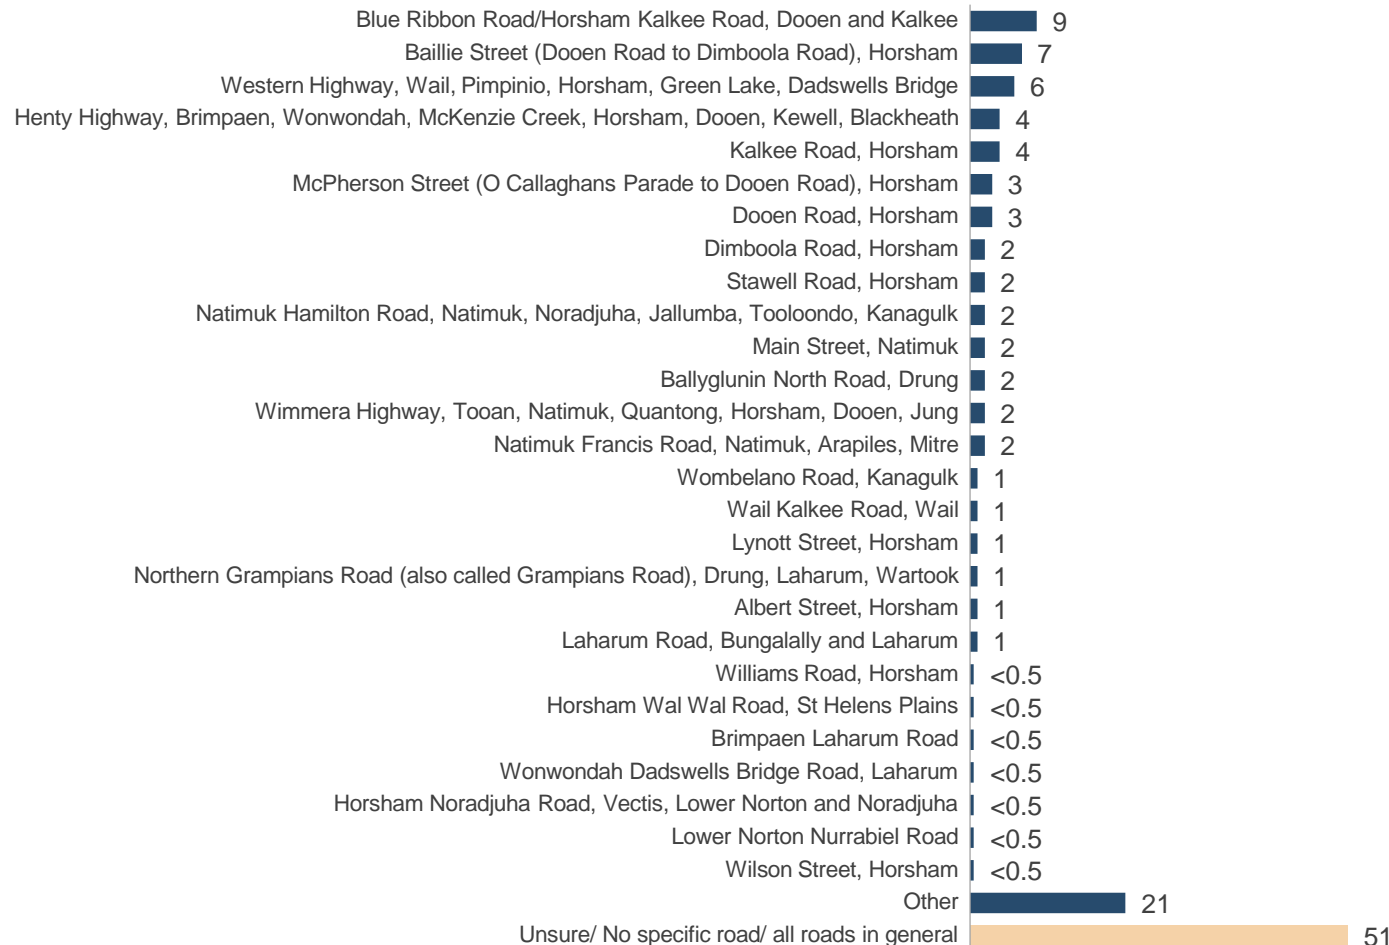 Blue Ribbon Road/Horsham Kalkee Road, Dooen and Kalkee 9
Baillie Street (Dooen Road to Dimboola Road), Horsham 7
Western Highway, Wail, Pimpinio, Horsham, Green Lake, Dadswells Bridge 6
Henty Highway, Brimpaen, Wonwondah, McKenzie Creek, Horsham, Dooen, Kewell, Blackheath 4
Kalkee Road, Horsham 4
McPherson Street (O Callaghans Parade to Dooen Road), Horsham 3
Dooen Road, Horsham 3
Dimboola Road, Horsham 2
Stawell Road, Horsham 2
Natimuk Hamilton Road, Natimuk, Noradjuha, Jallumba, Tooloondo, Kanagulk 2
Main Street, Natimuk 2
Ballyglunin North Road, Drung 2
Wimmera Highway, Tooan, Natimuk, Quantong, Horsham, Dooen, Jung 2
Natimuk Francis Road, Natimuk, Arapiles, Mitre 2
Wombelano Road, Kanagulk 1
Wail Kalkee Road, Wail 1
Lynott Street, Horsham 1
Northern Grampians Road (also called Grampians Road), Drung, Laharum, Wartook 1
Albert Street, Horsham 1
Laharum Road, Bungalally and Laharum 1
Williams Road, Horsham <0.5
Horsham Wal Wal Road, St Helens Plains <0.5
Brimpaen Laharum Road <0.5
Wonwondah Dadswells Bridge Road, Laharum <0.5
Horsham Noradjuha Road, Vectis, Lower Norton and Noradjuha <0.5
Lower Norton Nurrabiel Road <0.5
Wilson Street, Horsham <0.5
Other 21
Unsure/ No specific road/ all roads in general 51